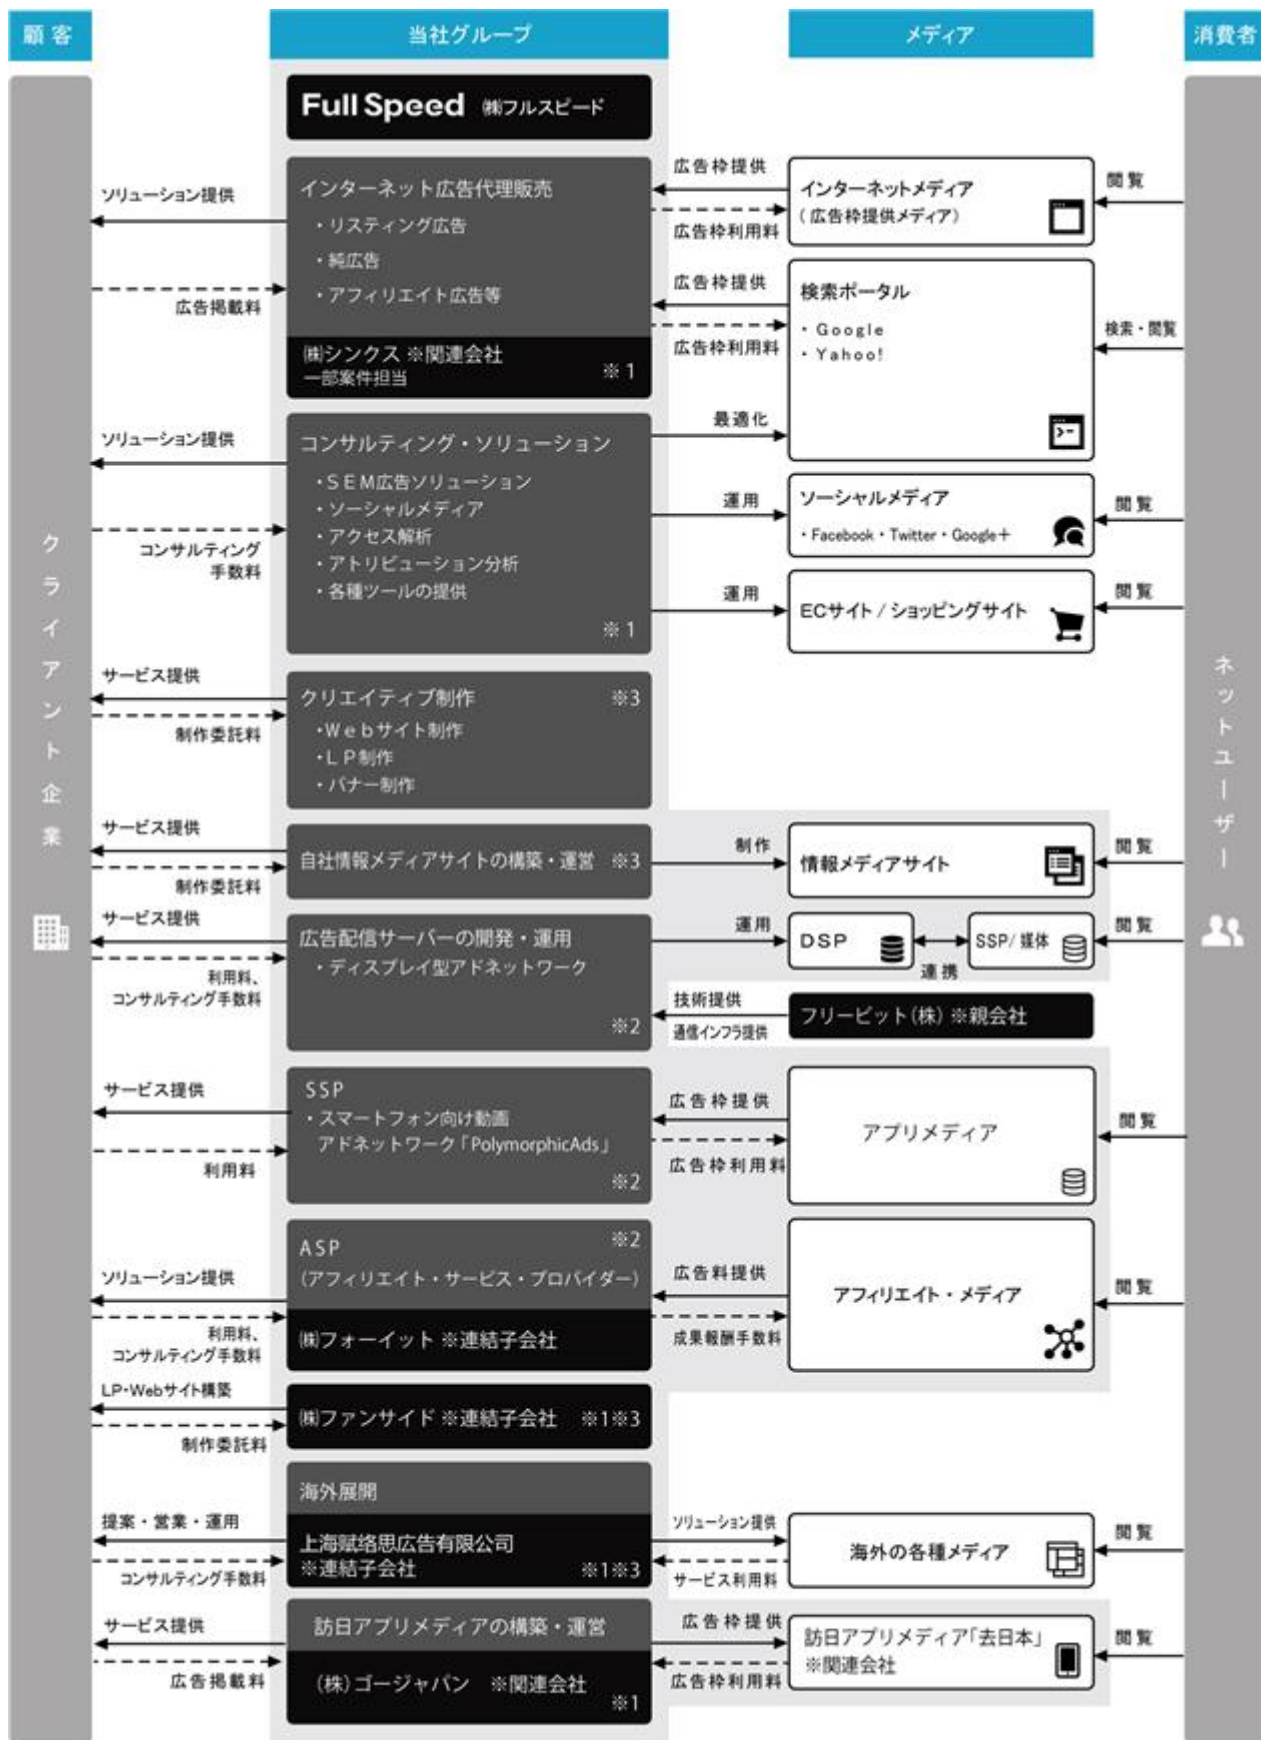 顧客
当社グループ
メディア
消費者
クライアント企業
ネットユーザー
Full Speed ㈱フルスピード
ソリューション提供
広告掲載料
インターネット広告代理販売
・リスティング広告
・純広告
・アフィリエイト広告等
㈱シンクス ※関連会社
一部案件担当
※1
広告枠提供
広告枠利用料
インターネットメディア
(広告枠提供メディア)
閲覧
広告枠提供
広告枠利用料
検索ポータル
・Google
・Yahoo!
検索・閲覧
ソリューション提供
コンサルティング
手数料
コンサルティング・ソリューション
・SEM広告ソリューション
・ソーシャルメディア
・アクセス解析
・アトリビューション分析
・各種ツールの提供
※1
最適化
運用
ソーシャルメディア
・Facebook・Twitter・Google+
閲覧
運用
ECサイト / ショッピングサイト
閲覧
サービス提供
制作委託料
クリエイティブ制作 ※3
・Webサイト制作
・LP制作
・バナー制作
サービス提供
制作委託料
自社情報メディアサイトの構築・運営 ※3
制作
情報メディアサイト
閲覧
サービス提供
利用料、
コンサルティング手数料
広告配信サーバーの開発・運用
・ディスプレイ型アドネットワーク
※2
運用
DSP
連携
SSP/ 媒体
閲覧
技術提供
通信インフラ提供
フリービット(株) ※親会社
サービス提供
利用料
SSP
・スマートフォン向け動画
アドネットワーク「PolymorphicAds」
※2
広告枠提供
広告枠利用料
アプリメディア
閲覧
ソリューション提供
利用料、
コンサルティング手数料
※2
ASP
(アフィリエイト・サービス・プロバイダー)
㈱フォーイット ※連結子会社
広告料提供
成果報酬手数料
アフィリエイト・メディア
閲覧
LP・Webサイト構築
制作委託料
㈱ファンサイド ※連結子会社 ※1※3
提案・営業・運用
コンサルティング手数料
海外展開
上海赋络思广告有限公司
※連結子会社 ※1※3
ソリューション提供
サービス利用料
海外の各種メディア
閲覧
サービス提供
広告掲載料
訪日アプリメディアの構築・運営
(株)ゴージャパン ※関連会社
※1
広告枠提供
広告枠利用料
訪日アプリメディア「去日本」
※関連会社
閲覧